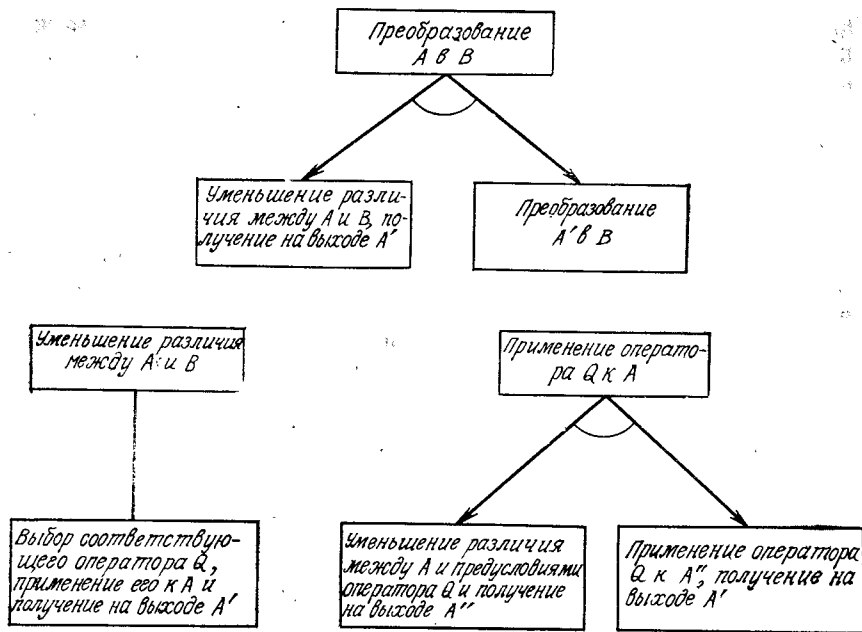 Преобразование
A в B
Уменьшение разли-
чия между A и B, по-
лучение на выходе A′
Преобразование
A′ в B
Уменьшение различия
между A и B
Применение операто-
ра Q к A
Выбор соответствую-
щего оператора Q,
применение его к A и
получение на выходе A′
Уменьшение различия
между A и предусловиями
оператора Q и получение
на выходе A″
Применение оператора
Q к A″, получение на
выходе A′